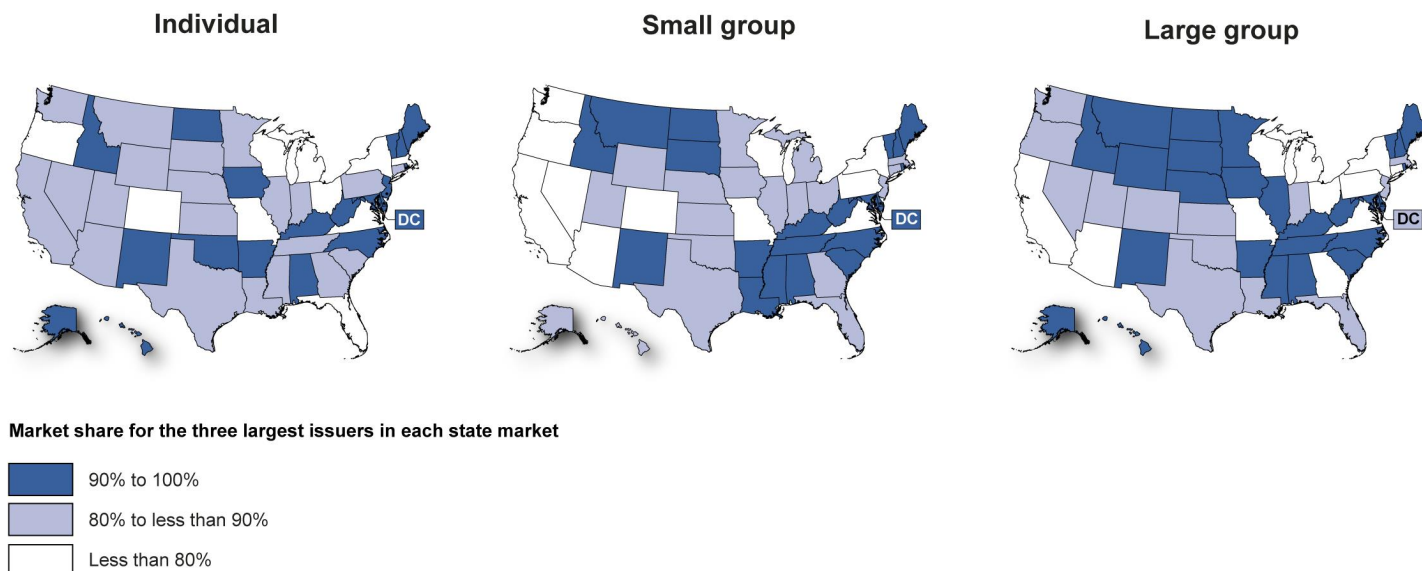 Individual
Small group
Large group
DC
DC
DC
Market share for the three largest issuers in each state market
90% to 100%
80% to less than 90%
Less than 80%